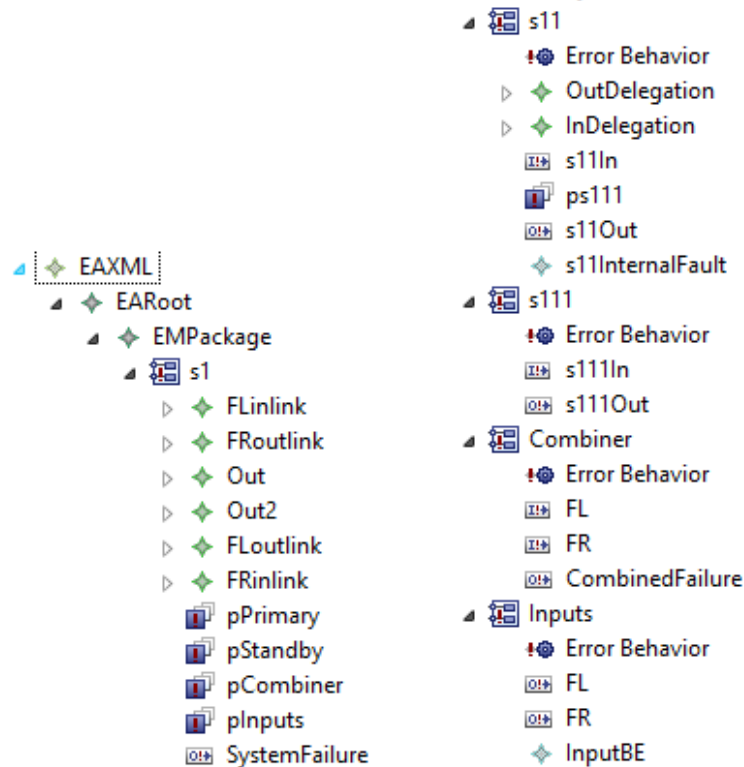 EAXML
EARoot
EMPackage
s1
FLinlink
FRoutlink
Out
Out2
FLoutlink
FRinlink
pPrimary
pStandby
pCombiner
pInputs
SystemFailure
s11
Error Behavior
OutDelegation
InDelegation
s11In
ps111
s11Out
s11InternalFault
s111
Error Behavior
s111In
s111Out
Combiner
Error Behavior
FL
FR
CombinedFailure
Inputs
Error Behavior
FL
FR
InputBE